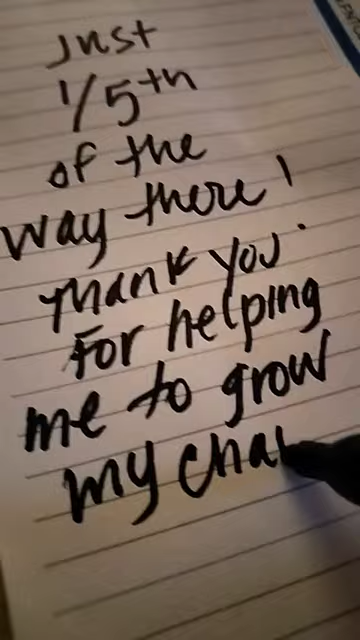 Just
1/5th
of the
way there!
Thank you.
For helping
me to grow
my cha